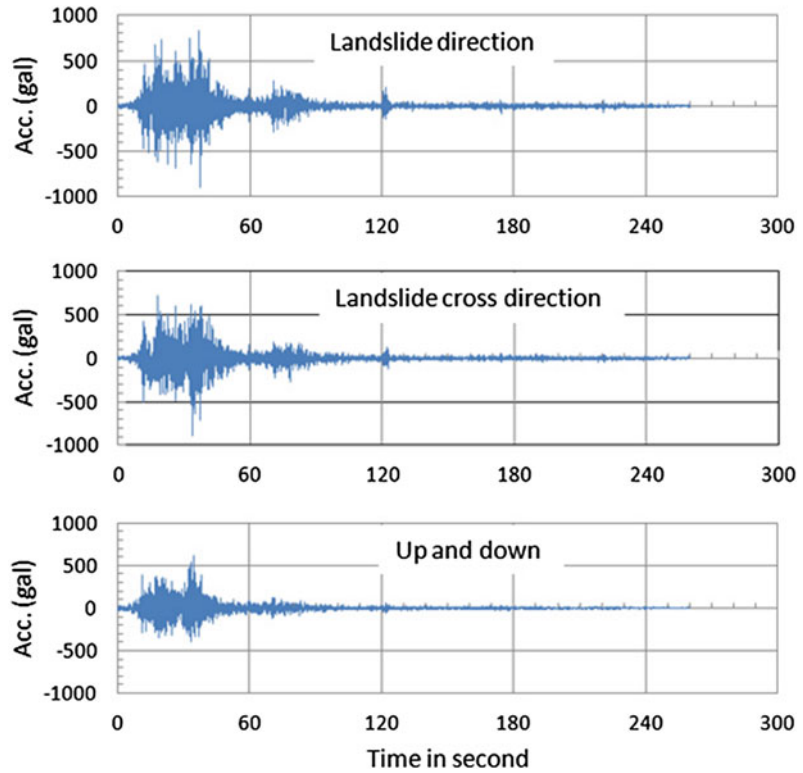 Landslide direction
Acc. (gal)
1000
500
0
-500
-1000
0 60 120 180 240 300
Landslide cross direction
Acc. (gal)
1000
500
0
-500
-1000
0 60 120 180 240 300
Up and down
Acc. (gal)
1000
500
0
-500
-1000
0 60 120 180 240 300
Time in second